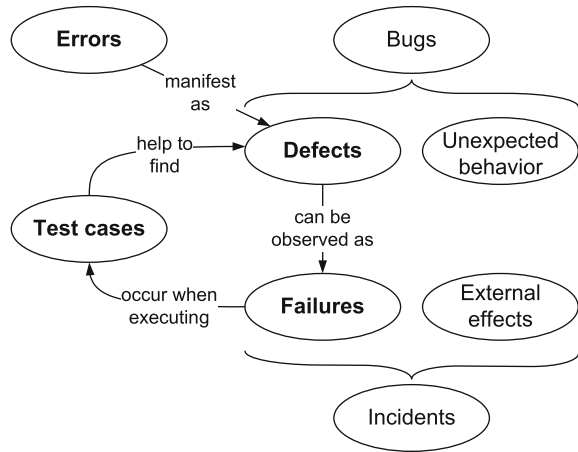 Errors
Bugs
manifest
as
help to
find
Defects
Unexpected
behavior
Test cases
can be
observed as
occur when
executing
Failures
External
effects
Incidents